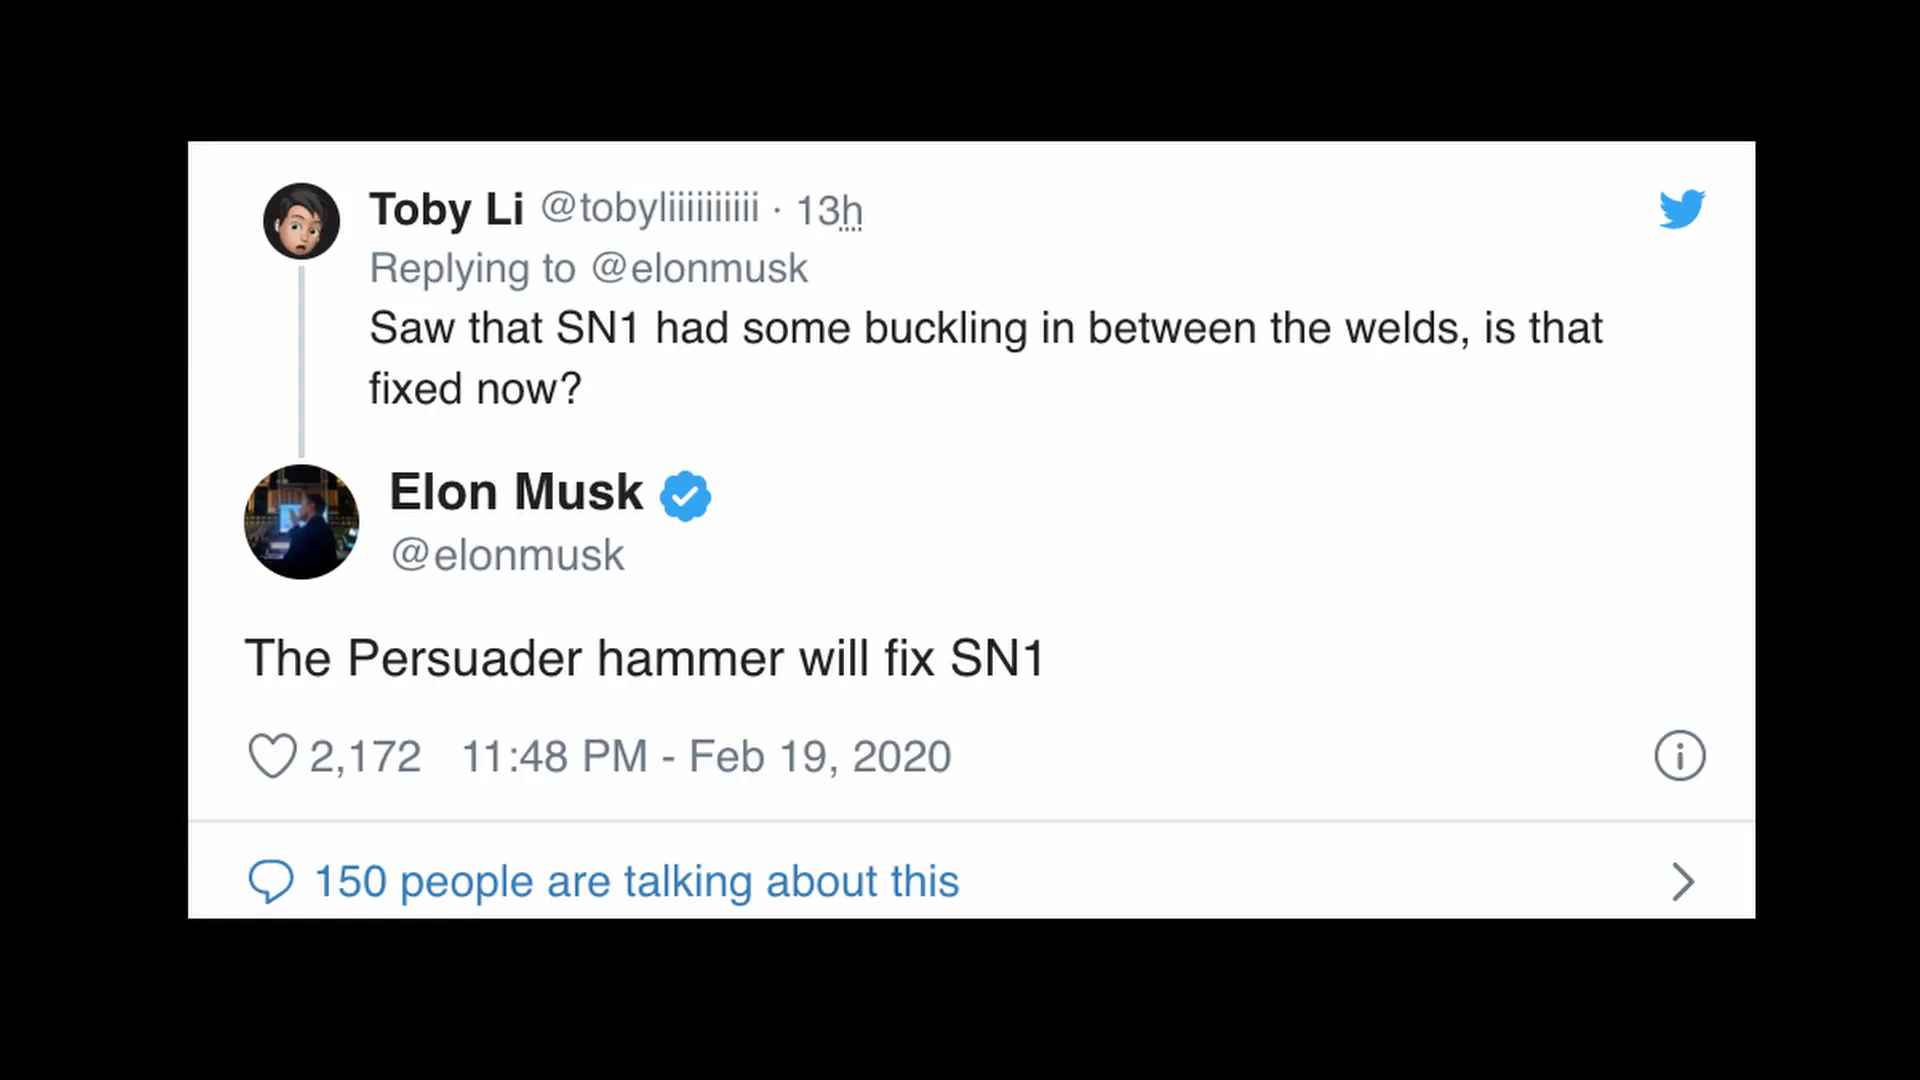 Toby Li @tobyliiiiiiiiiii · 13h
Replying to @elonmusk
Saw that SN1 had some buckling in between the welds, is that
fixed now?
Elon Musk
@elonmusk
The Persuader hammer will fix SN1
2,172 11:48 PM - Feb 19, 2020
150 people are talking about this